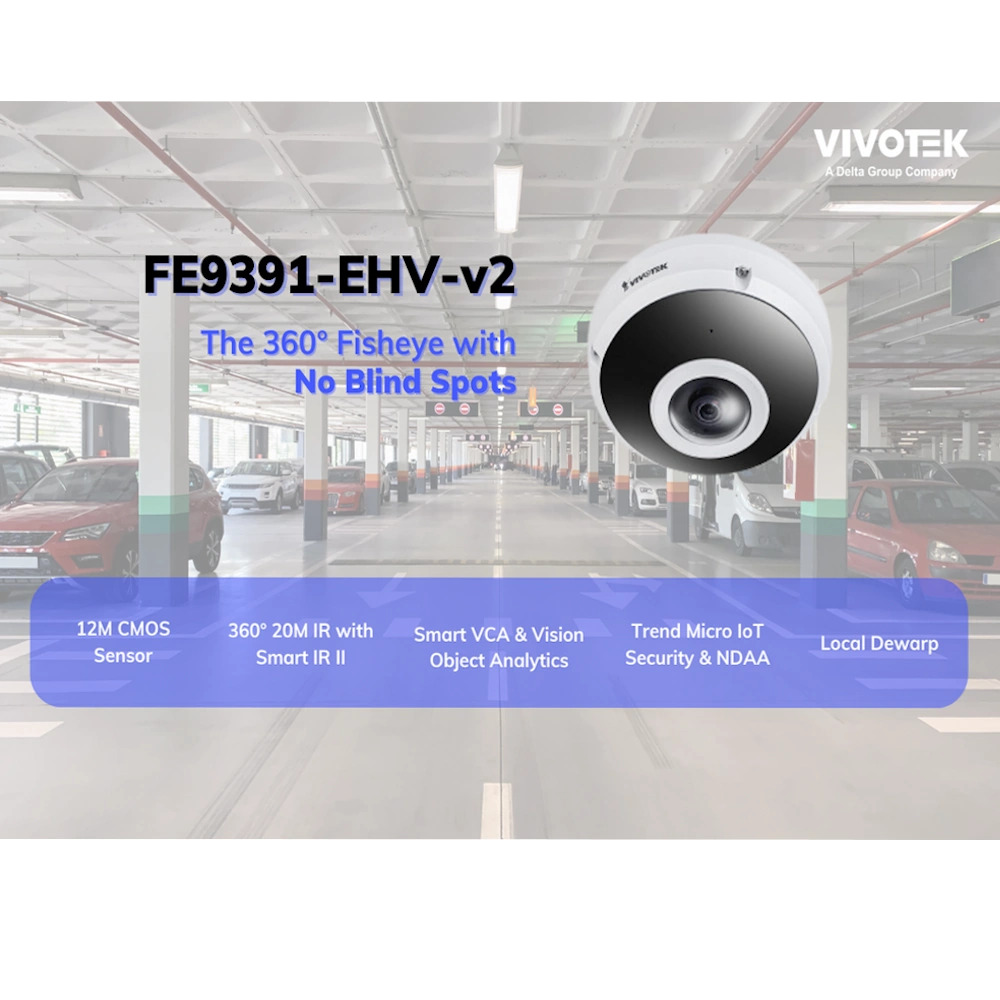 VIVOTEK
A Delta Group Company
FE9391-EHV-v2
VIVOTEK
The 360° Fisheye with
No Blind Spots
12M CMOS
Sensor
360° 20M IR with
Smart IR II
Smart VCA & Vision
Object Analytics
Trend Micro IoT
Security & NDAA
Local Dewarp